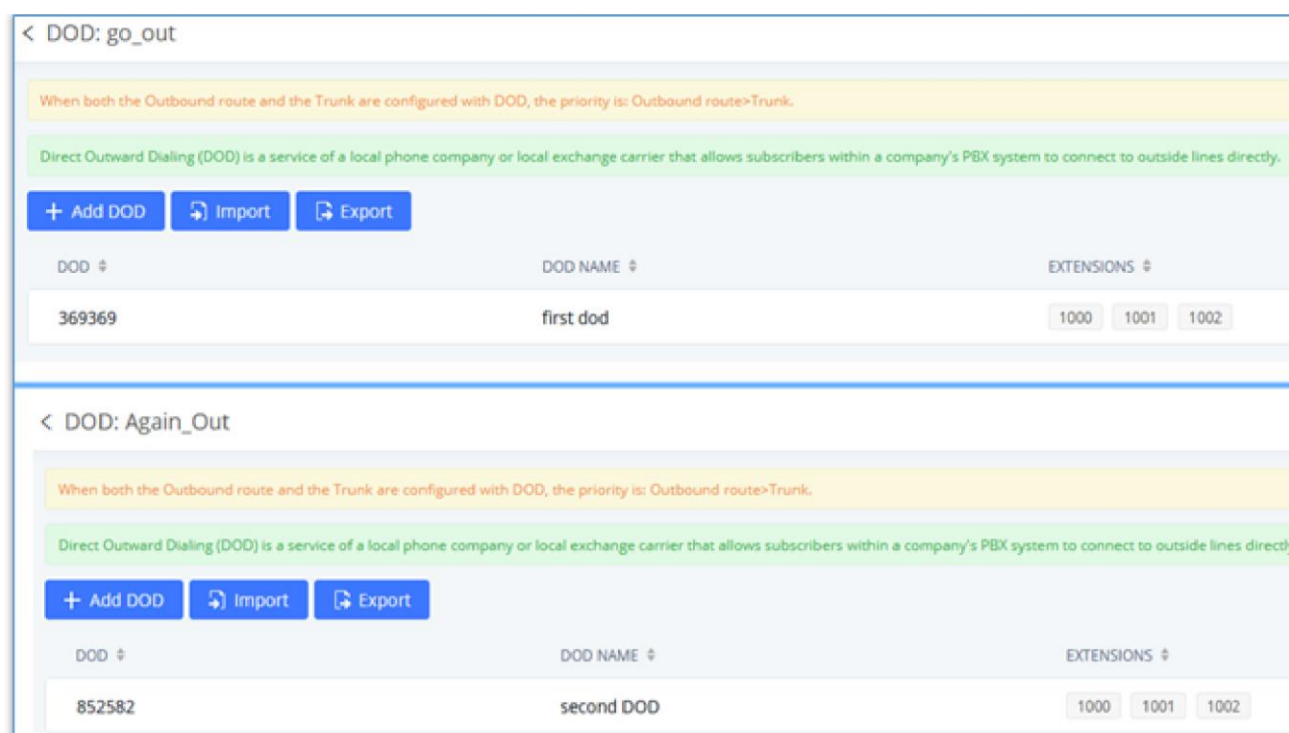 < DOD: go_out
When both the Outbound route and the Trunk are configured with DOD, the priority is: Outbound route>Trunk.
Direct Outward Dialing (DOD) is a service of a local phone company or local exchange carrier that allows subscribers within a company's PBX system to connect to outside lines directly.
+ Add DOD Import Export
DOD DOD NAME EXTENSIONS
369369 first dod 1000 1001 1002
< DOD: Again_Out
When both the Outbound route and the Trunk are configured with DOD, the priority is: Outbound route>Trunk.
Direct Outward Dialing (DOD) is a service of a local phone company or local exchange carrier that allows subscribers within a company's PBX system to connect to outside lines directly
+ Add DOD Import Export
DOD DOD NAME EXTENSIONS
852582 second DOD 1000 1001 1002